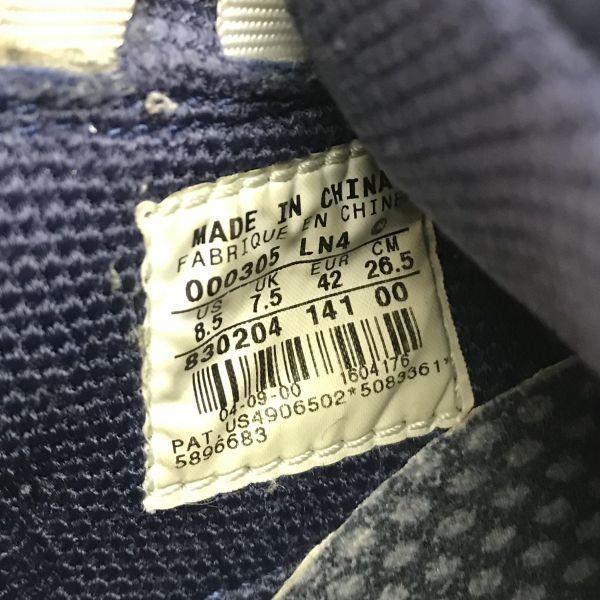 MADE IN CHINA
FABRIQUE EN CHINE
000305 LN4
US UK EUR CM
8.5 7.5 42 26.5
830204 141 00
04-09-00 1604176
PAT. US4906502*5083361*
5896683